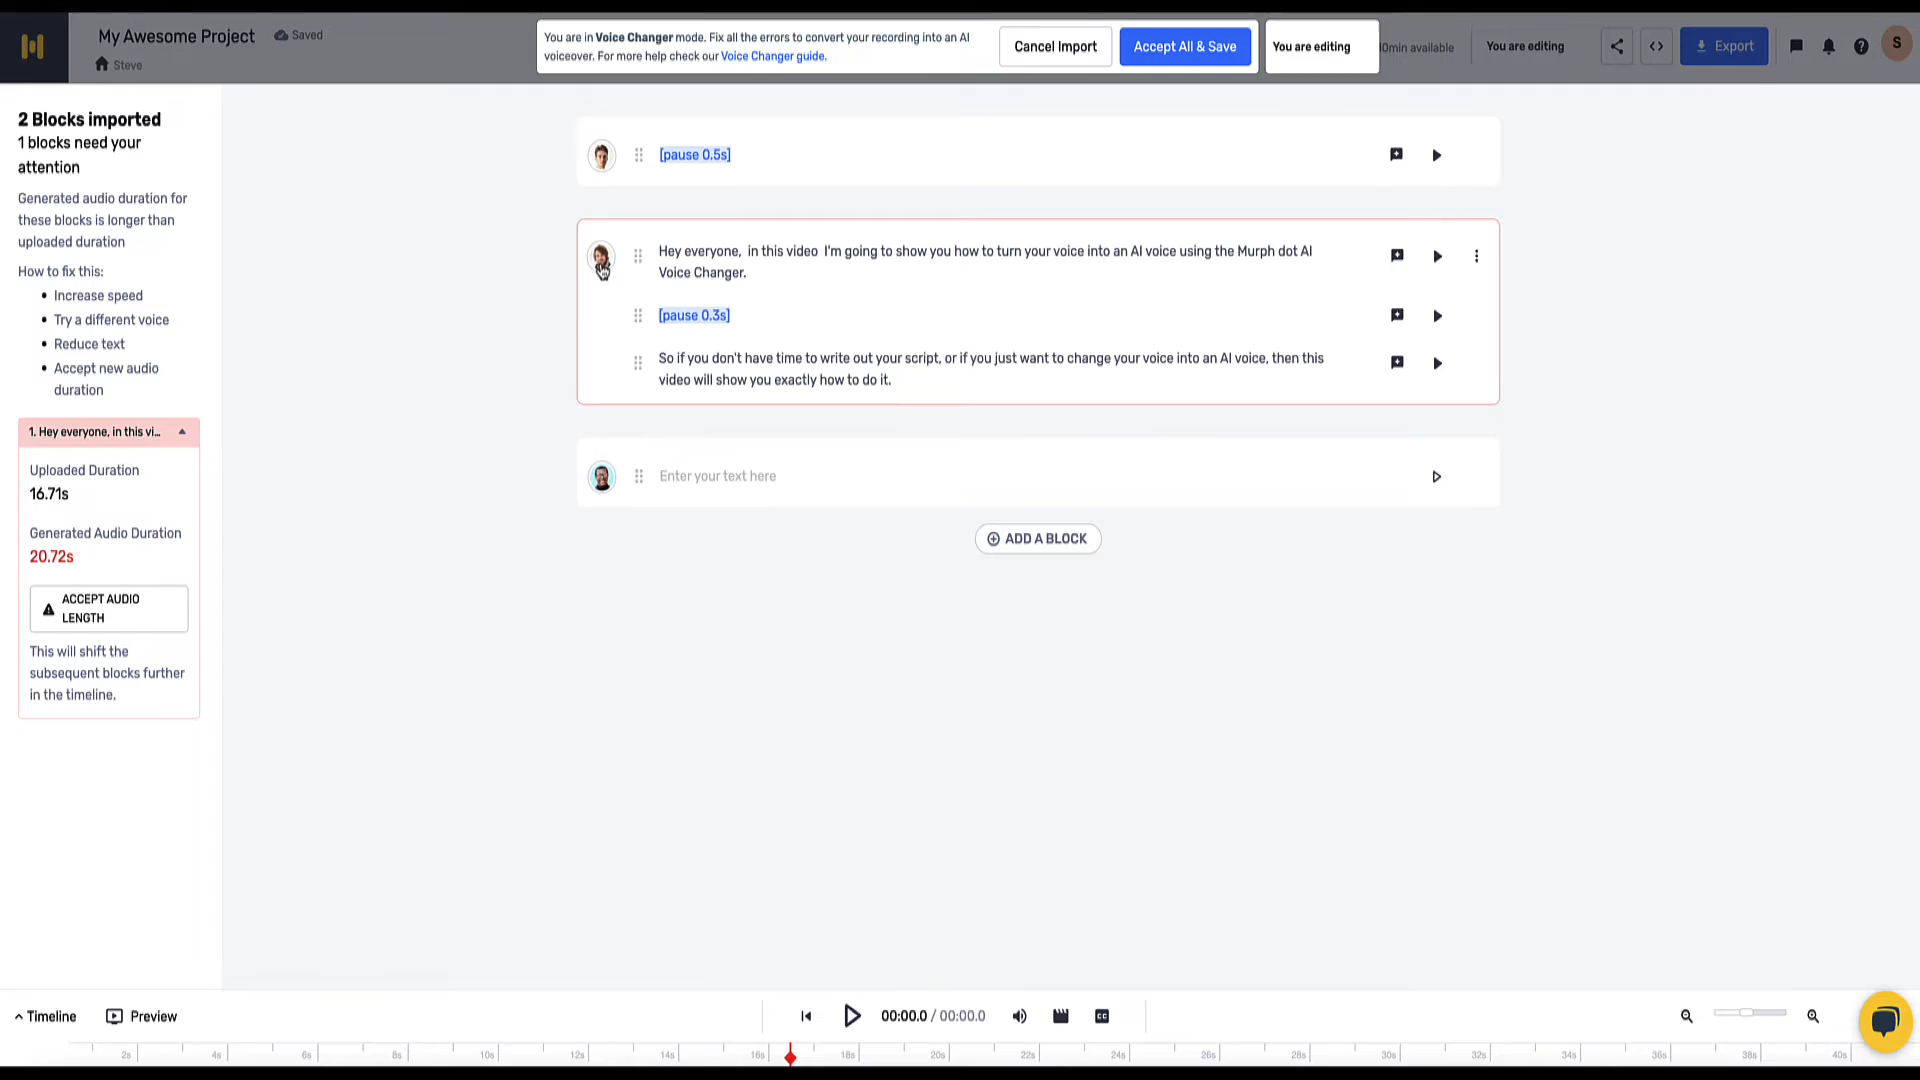 My Awesome Project
Saved
Steve
You are in Voice Changer mode. Fix all the errors to convert your recording into an AI
voiceover. For more help check our Voice Changer guide.
Cancel Import
Accept All & Save
You are editing
0min available
You are editing
Export
S
2 Blocks imported
1 blocks need your
attention
Generated audio duration for
these blocks is longer than
uploaded duration
How to fix this:
• Increase speed
• Try a different voice
• Reduce text
• Accept new audio
duration
1. Hey everyone, in this vi...
Uploaded Duration
16.71s
Generated Audio Duration
20.72s
ACCEPT AUDIO
LENGTH
This will shift the
subsequent blocks further
in the timeline.
[pause 0.5s]
Hey everyone,  in this video  I'm going to show you how to turn your voice into an AI voice using the Murph dot AI
Voice Changer.
[pause 0.3s]
So if you don't have time to write out your script, or if you just want to change your voice into an AI voice, then this
video will show you exactly how to do it.
Enter your text here
ADD A BLOCK
Timeline
Preview
00:00.0 / 00:00.0
CC
2s 4s 6s 8s 10s 12s 14s 16s 18s 20s 22s 24s 26s 28s 30s 32s 34s 36s 38s 40s